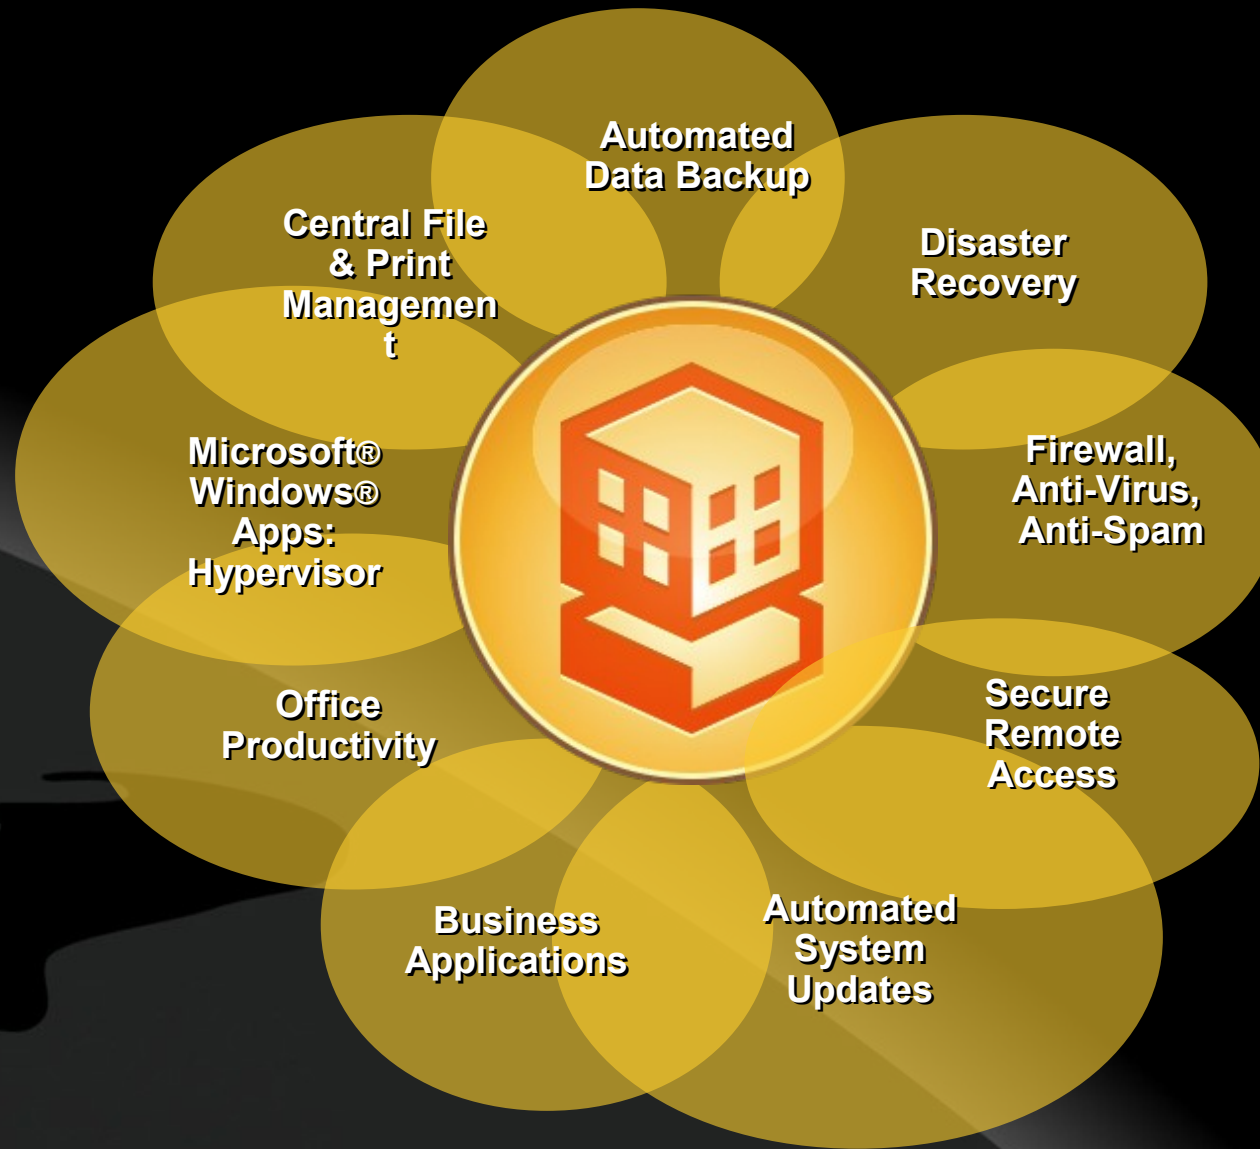 Automated
Data Backup
Disaster
Recovery
Firewall,
Anti-Virus,
Anti-Spam
Secure
Remote
Access
Automated
System
Updates
Business
Applications
Office
Productivity
Microsoft®
Windows®
Apps:
Hypervisor
Central File
& Print
Managemen
t